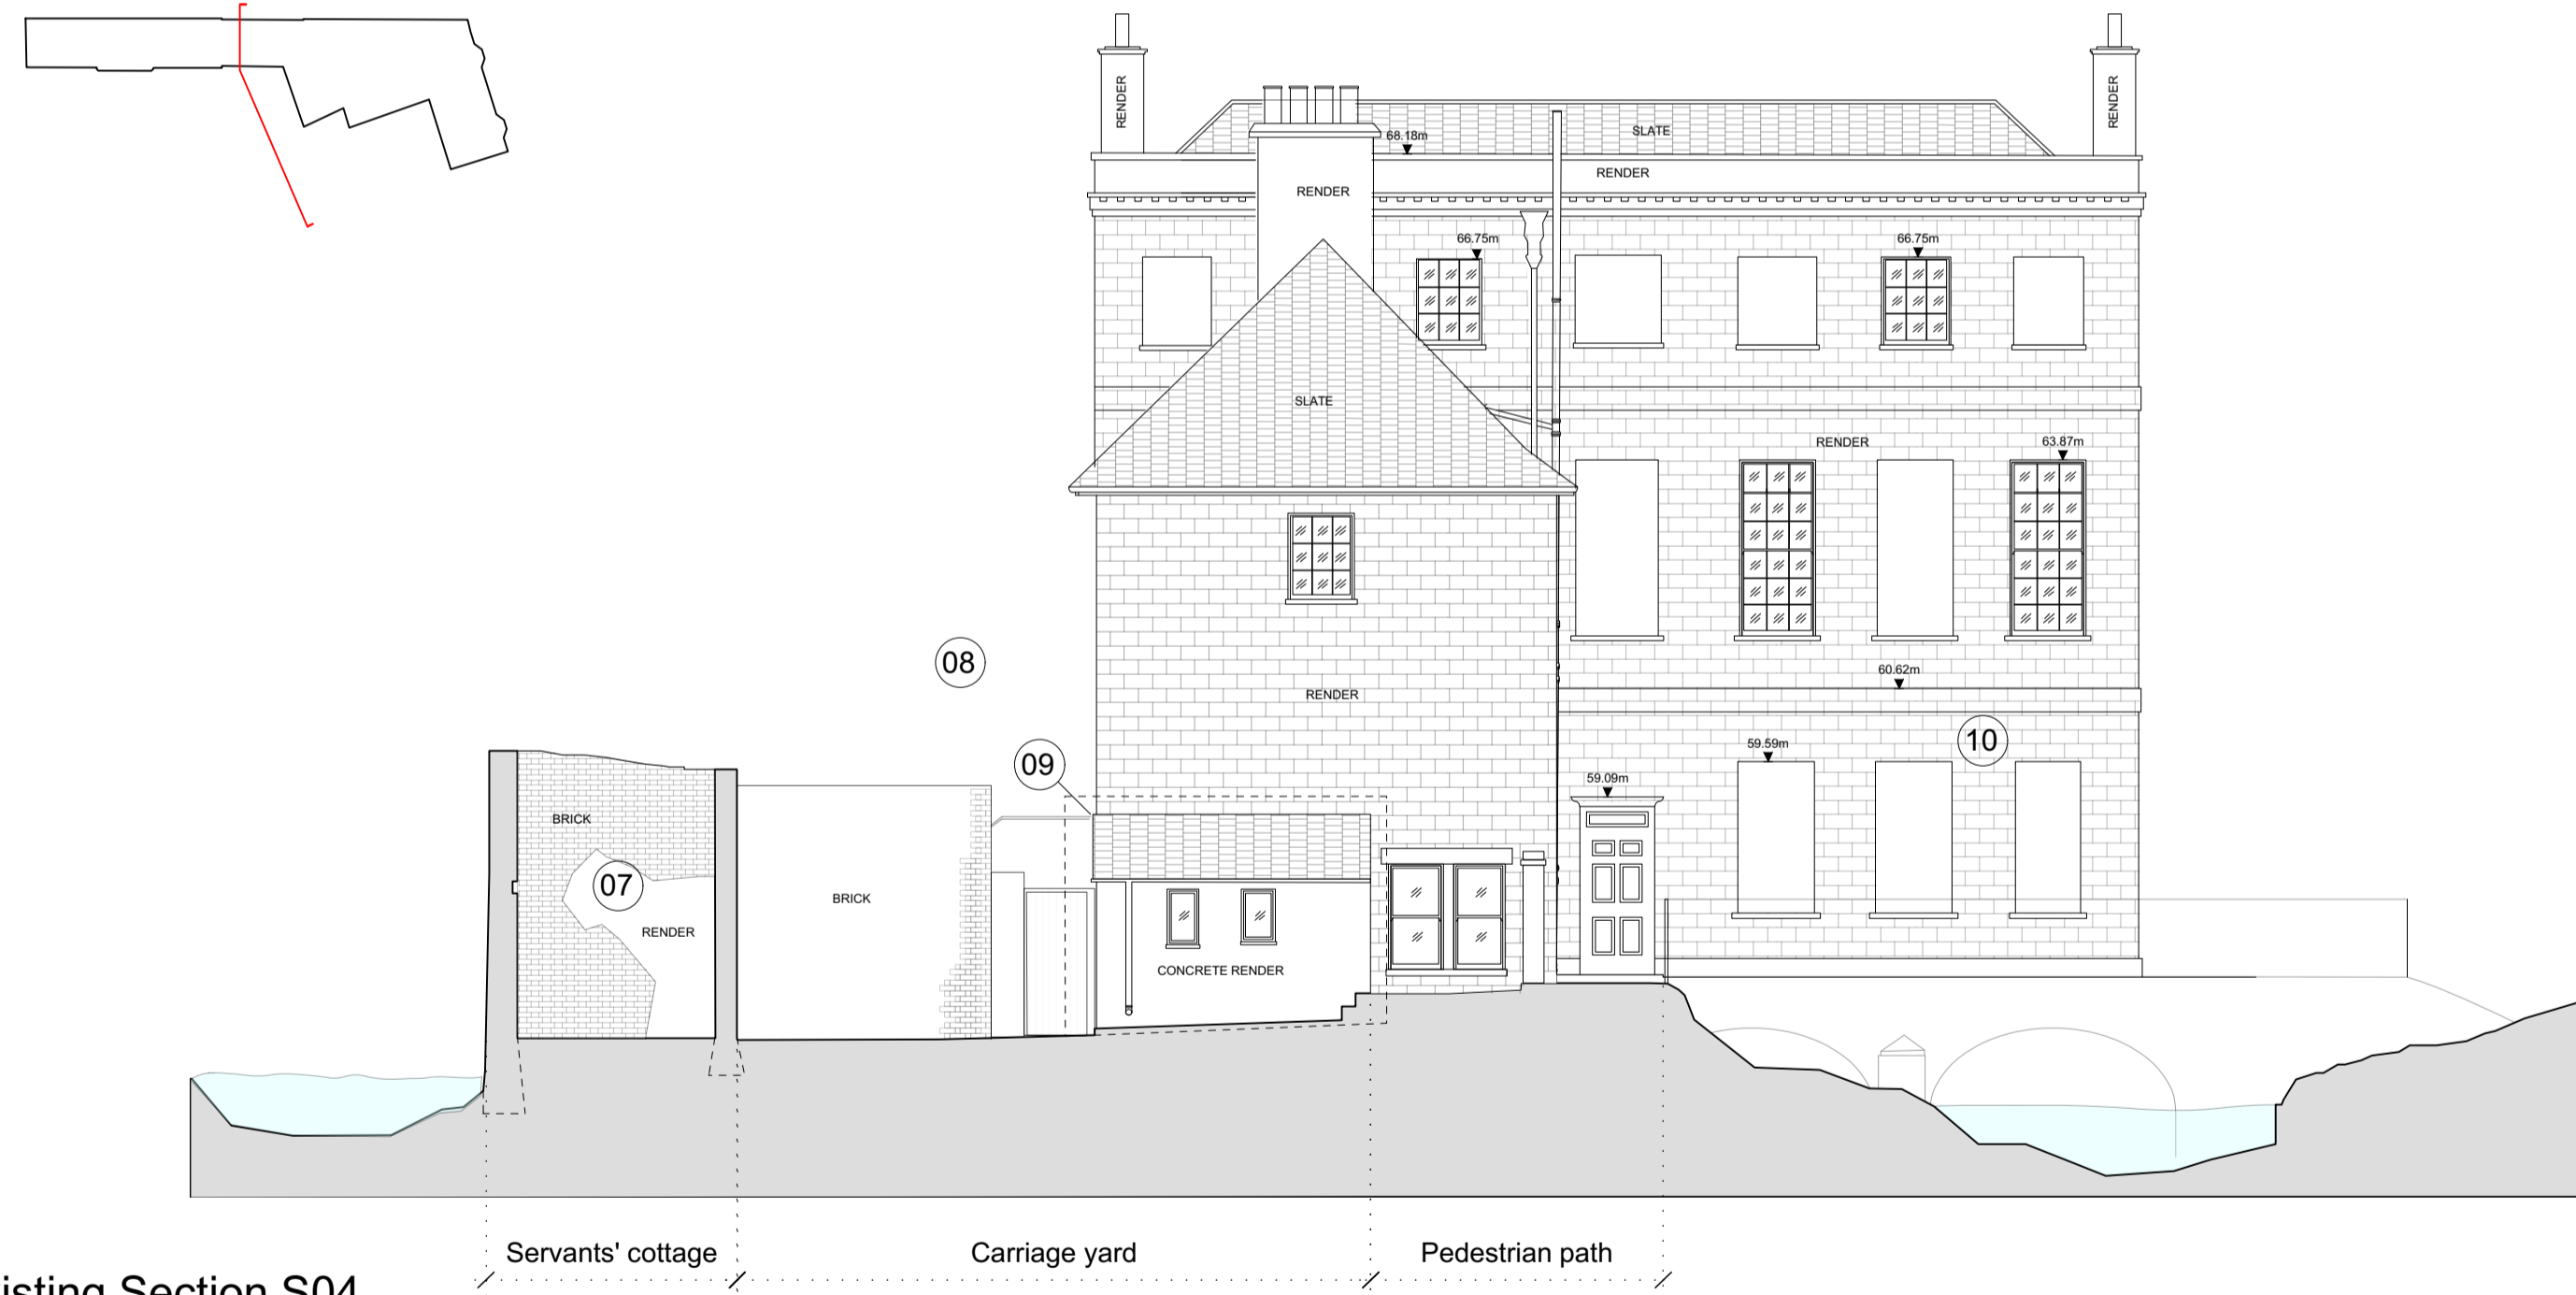 RENDER
RENDER
68.18m
SLATE
RENDER
RENDER
66.75m
66.75m
SLATE
RENDER
63.87m
08
RENDER
60.62m
09
59.59m
10
59.09m
BRICK
07
BRICK
RENDER
CONCRETE RENDER
Servants' cottage
Carriage yard
Pedestrian path
isting Section S04